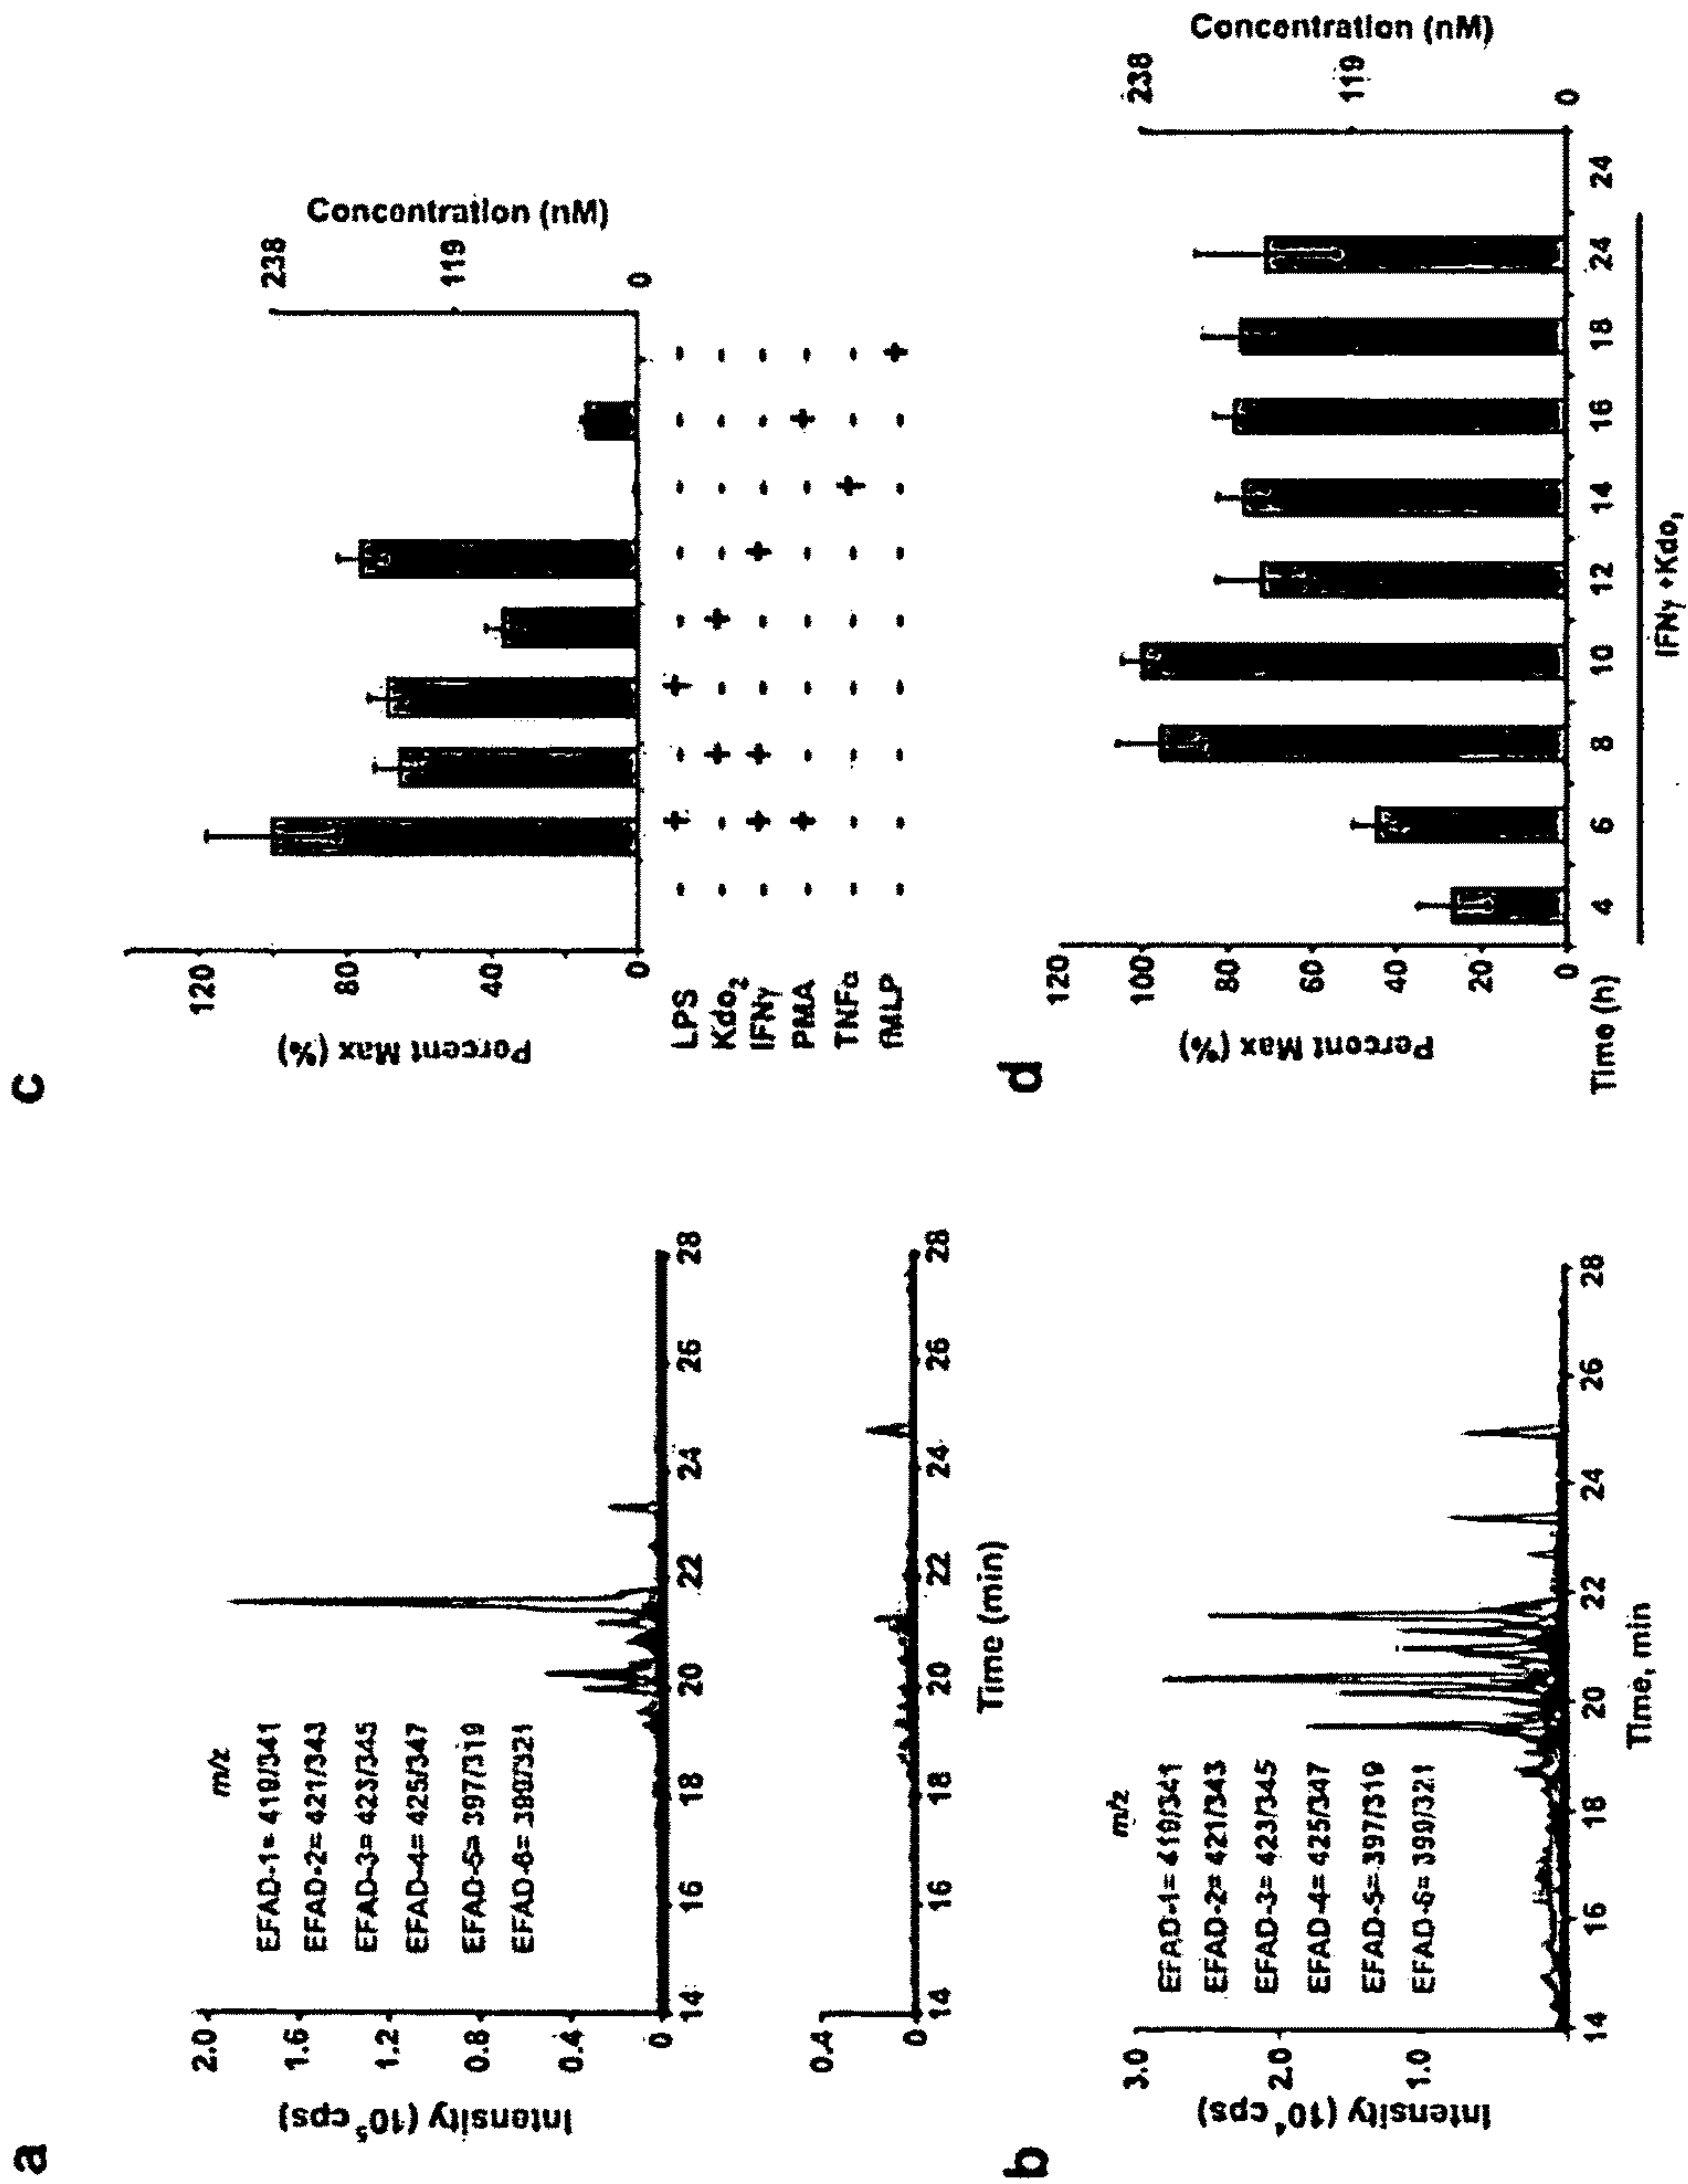 a
Intensity (10⁵ cps)
2.0
1.6
1.2
0.8
0.4
0
m/z
EFAD-1= 419/341
EFAD-2= 421/343
EFAD-3= 423/345
EFAD-4= 425/347
EFAD-5= 397/319
EFAD-6= 399/321
14 16 18 20 22 24 26 28
0.4
0
14 16 18 20 22 24 26 28
Time (min)
b
Intensity (10⁴ cps)
3.0
2.0
1.0
m/z
EFAD-1= 419/341
EFAD-2= 421/343
EFAD-3= 423/345
EFAD-4= 425/347
EFAD-5= 397/319
EFAD-6= 399/321
14 16 18 20 22 24 26 28
Time, min
c
Percent Max (%)
120
80
40
0
Concentration (nM)
238
119
0
LPS - + - + - - - - -
Kdo₂ - - + - + - - - -
IFNγ - + + - - + - - -
PMA - + - - - - - + -
TNFα - - - - - - + - -
fMLP - - - - - - - - +
d
Percent Max (%)
120
100
80
60
40
20
0
Concentration (nM)
238
119
0
Time (h) 4 6 8 10 12 14 16 18 24 24
IFNγ +Kdo₂